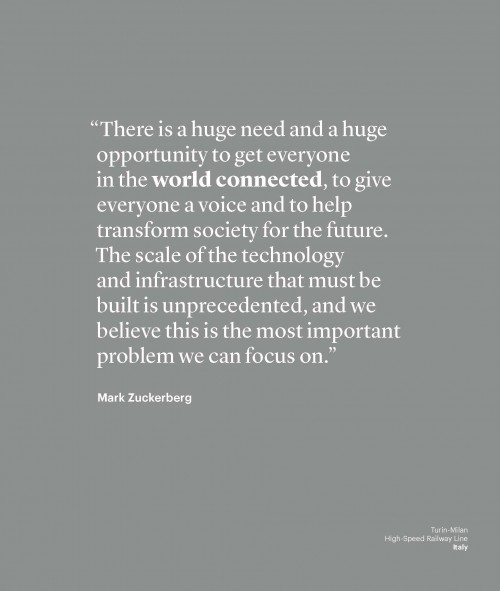 “There is a huge need and a huge
opportunity to get everyone
in the world connected, to give
everyone a voice and to help
transform society for the future.
The scale of the technology
and infrastructure that must be
built is unprecedented, and we
believe this is the most important
problem we can focus on.”
Mark Zuckerberg
Turin-Milan
High-Speed Railway Line
Italy